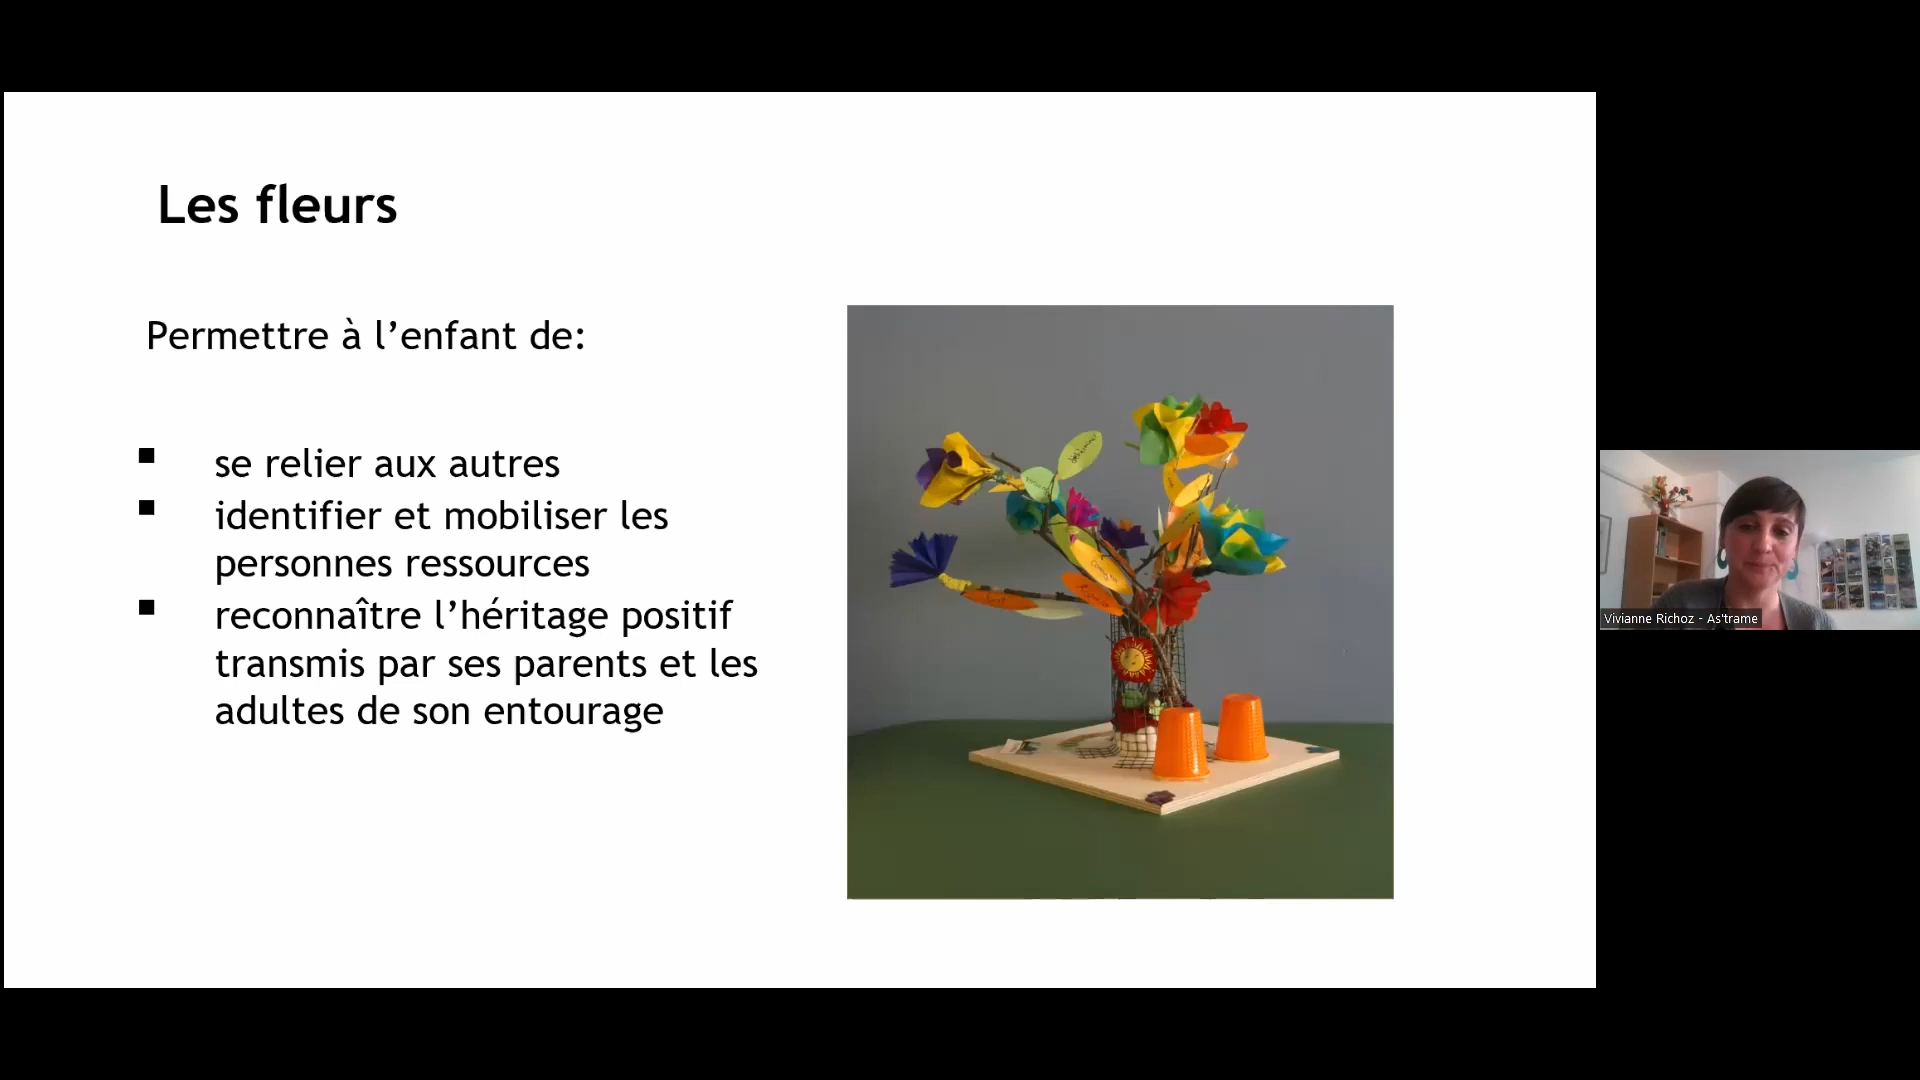 Les fleurs
Permettre à l’enfant de:
se relier aux autres
identifier et mobiliser les
personnes ressources
reconnaître l’héritage positif
transmis par ses parents et les
adultes de son entourage
Vivianne Richoz - As'trame